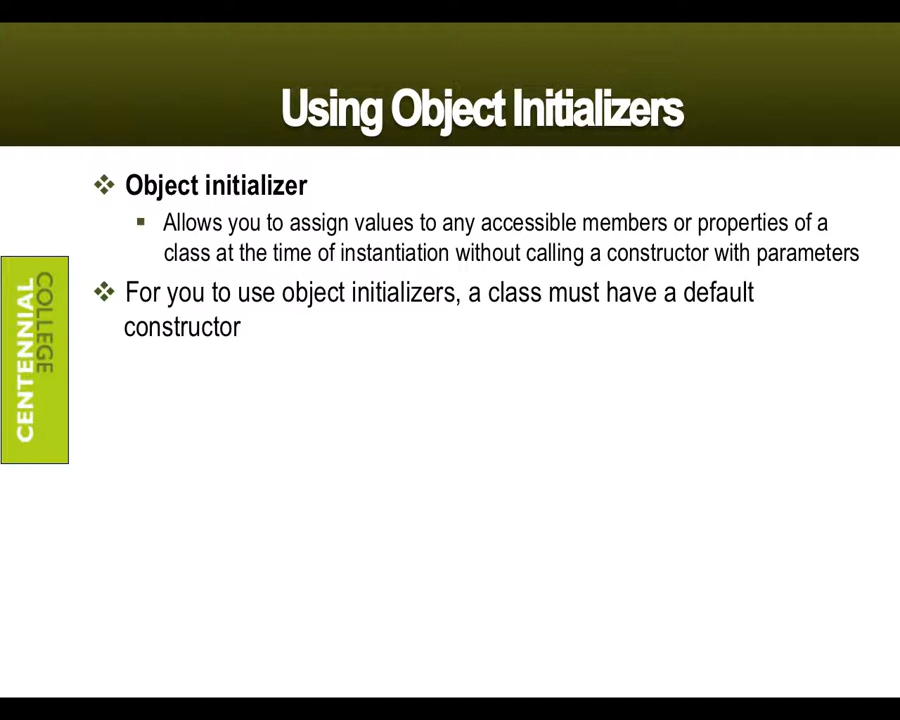 Using Object Initializers
Object initializer
Allows you to assign values to any accessible members or properties of a
class at the time of instantiation without calling a constructor with parameters
For you to use object initializers, a class must have a default
constructor
CENTENNIAL
COLLEGE